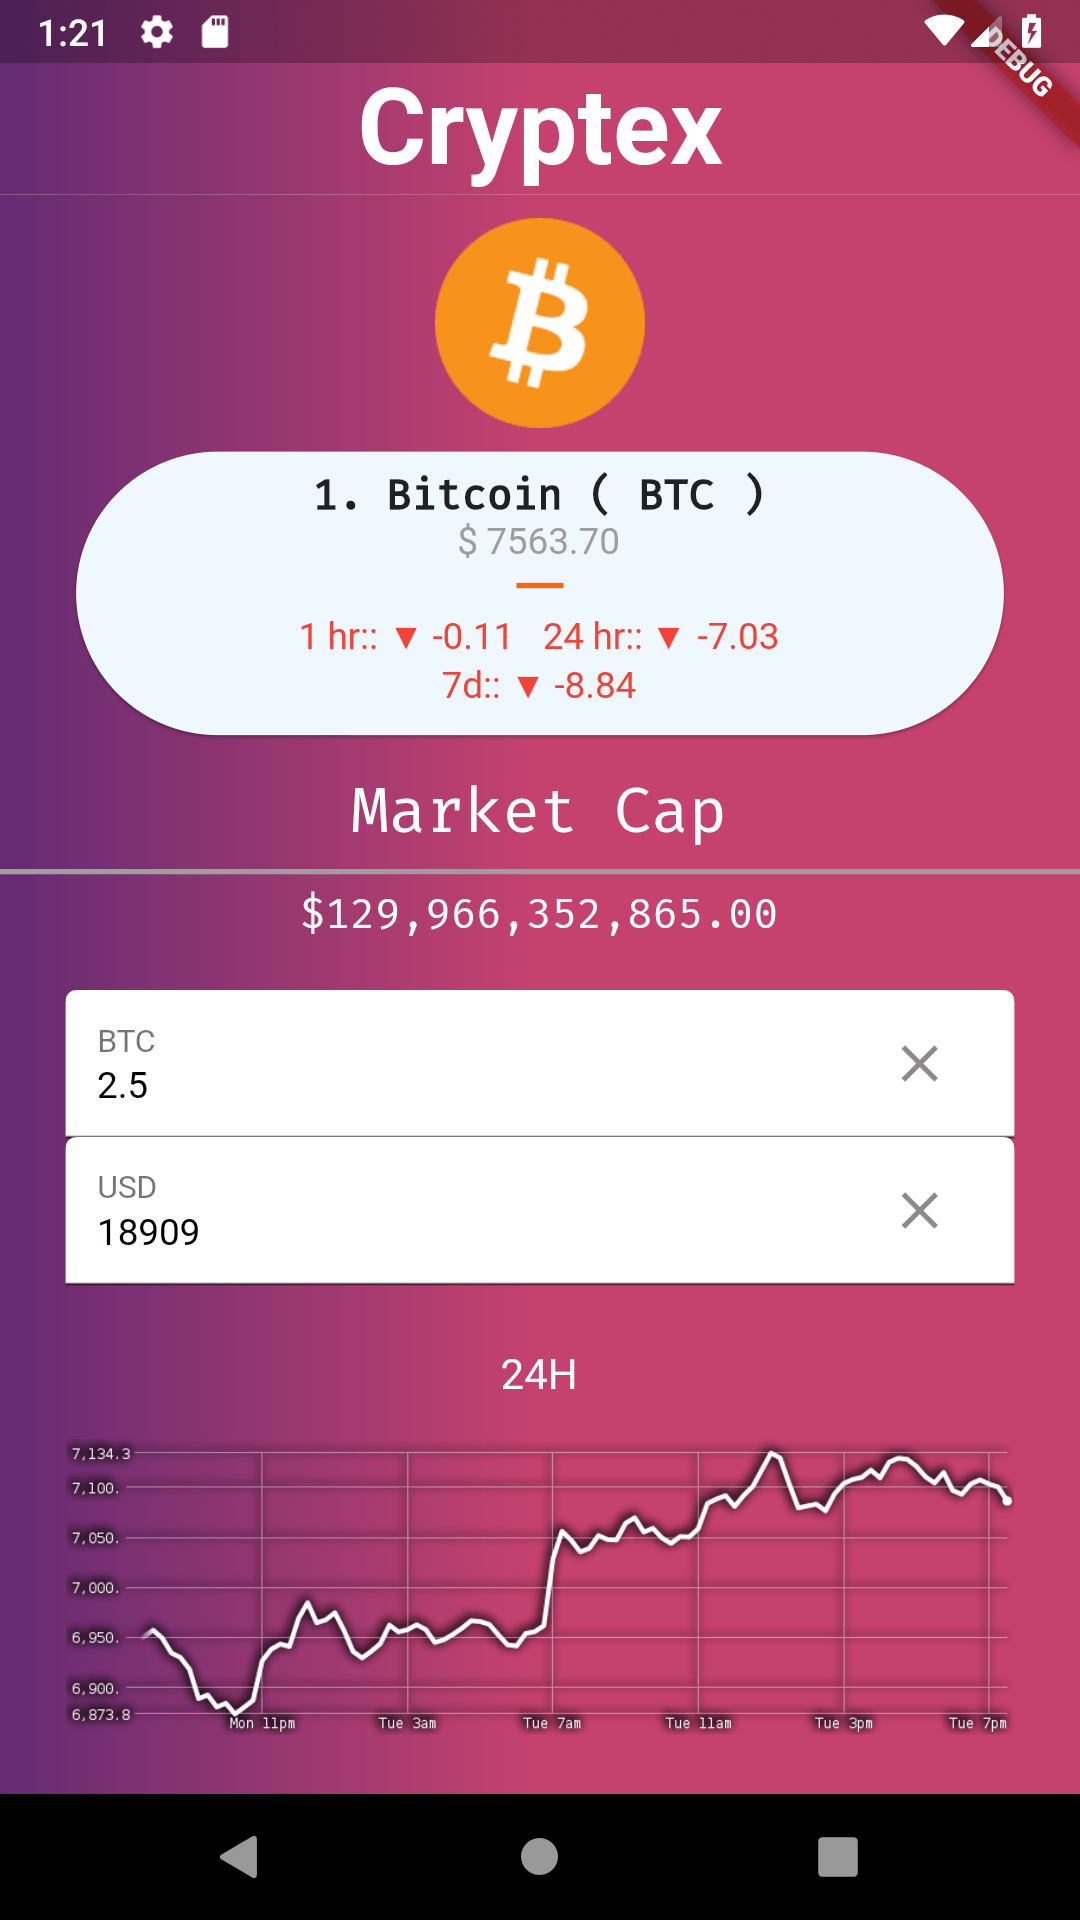 1:21
DEBUG
Cryptex
1. Bitcoin ( BTC )
$ 7563.70
1 hr:: ▼ -0.11 24 hr:: ▼ -7.03
7d:: ▼ -8.84
Market Cap
$129,966,352,865.00
BTC
2.5
USD
18909
24H
7,134.3
7,100.
7,050.
7,000.
6,950.
6,900.
6,873.8
Mon 11pm Tue 3am Tue 7am Tue 11am Tue 3pm Tue 7pm